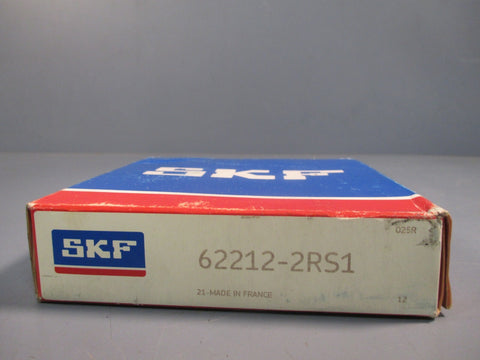 SKF
025R
SKF
62212-2RS1
21-MADE IN FRANCE
12